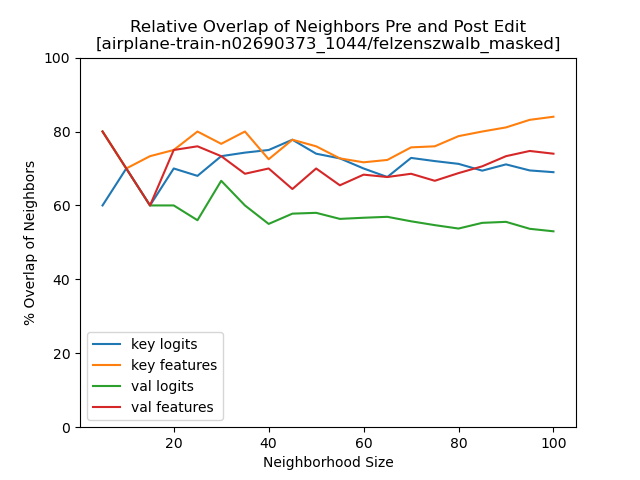 Relative Overlap of Neighbors Pre and Post Edit
[airplane-train-n02690373_1044/felzenszwalb_masked]
100
80
60
40
20
0
% Overlap of Neighbors
key logits
key features
val logits
val features
20 40 60 80 100
Neighborhood Size